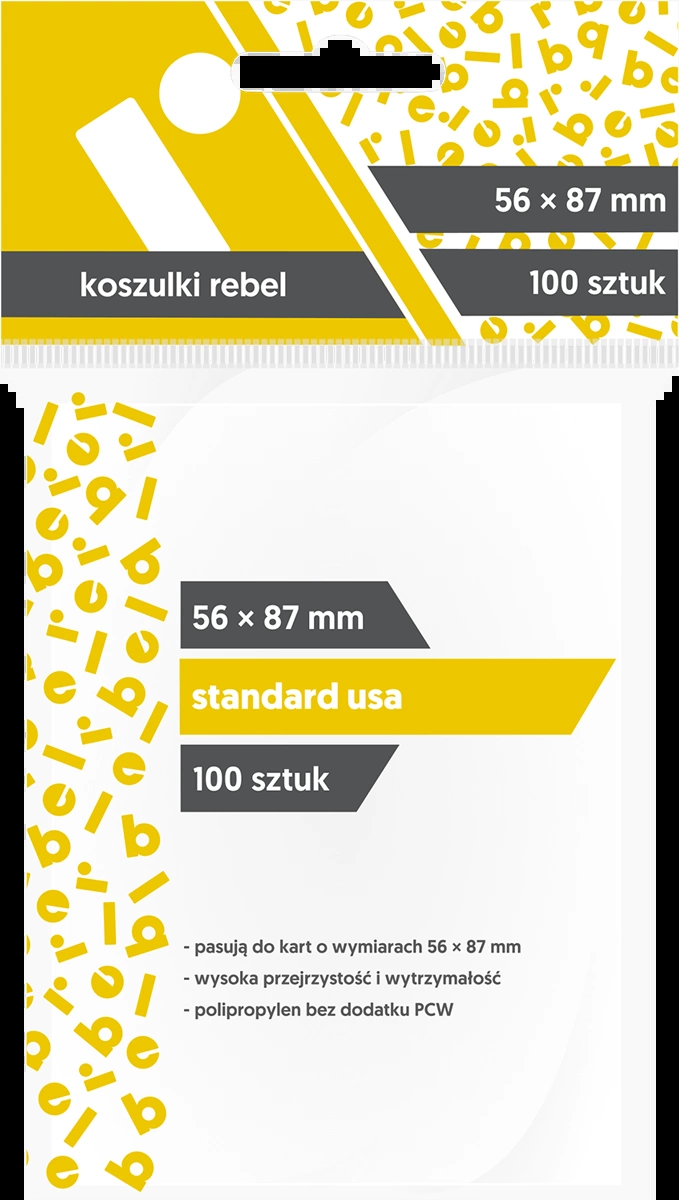 56 × 87 mm
100 sztuk
koszulki rebel
56 × 87 mm
standard usa
100 sztuk
- pasują do kart o wymiarach 56 × 87 mm
- wysoka przejrzystość i wytrzymałość
- polipropylen bez dodatku PCW